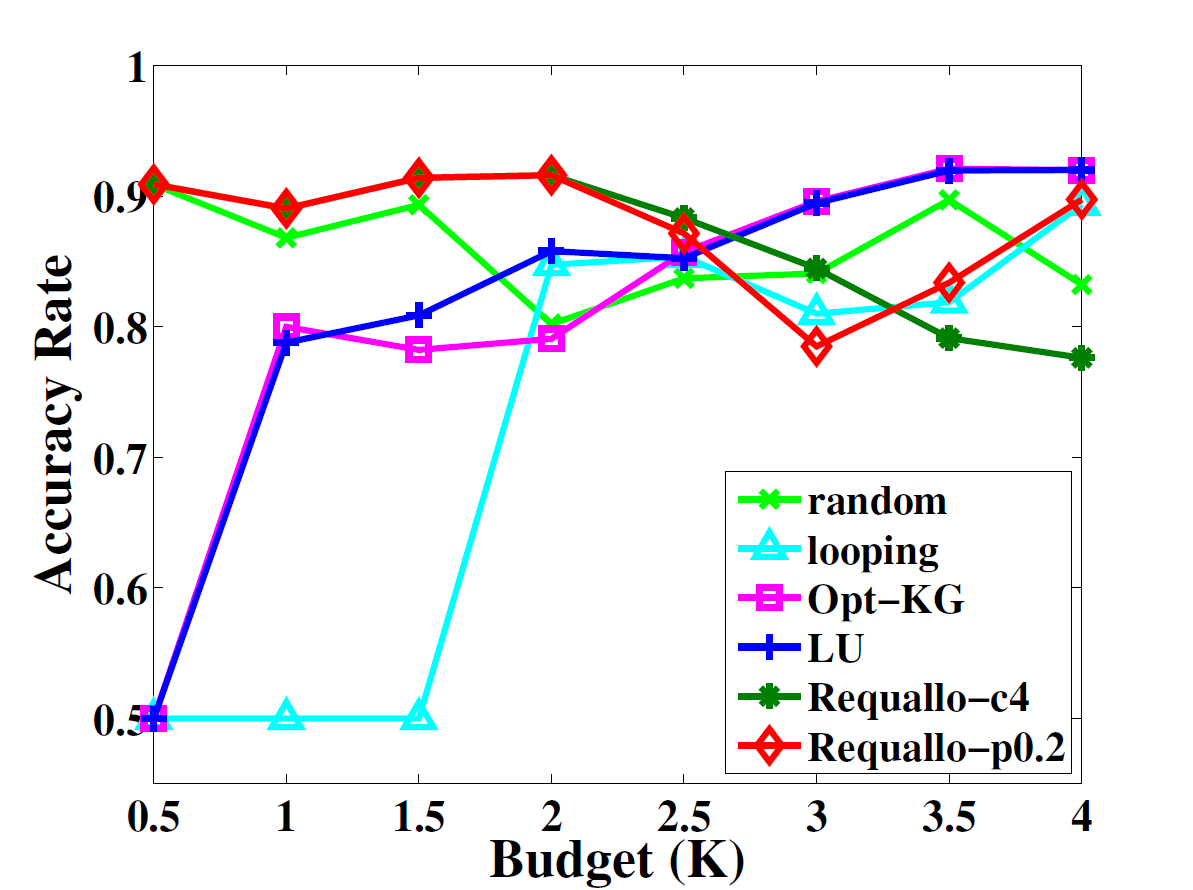 1
0.9
0.8
0.7
0.6
0.5
Accuracy Rate
random
looping
Opt−KG
LU
Requallo−c4
Requallo−p0.2
0.5 1 1.5 2 2.5 3 3.5 4
Budget (K)